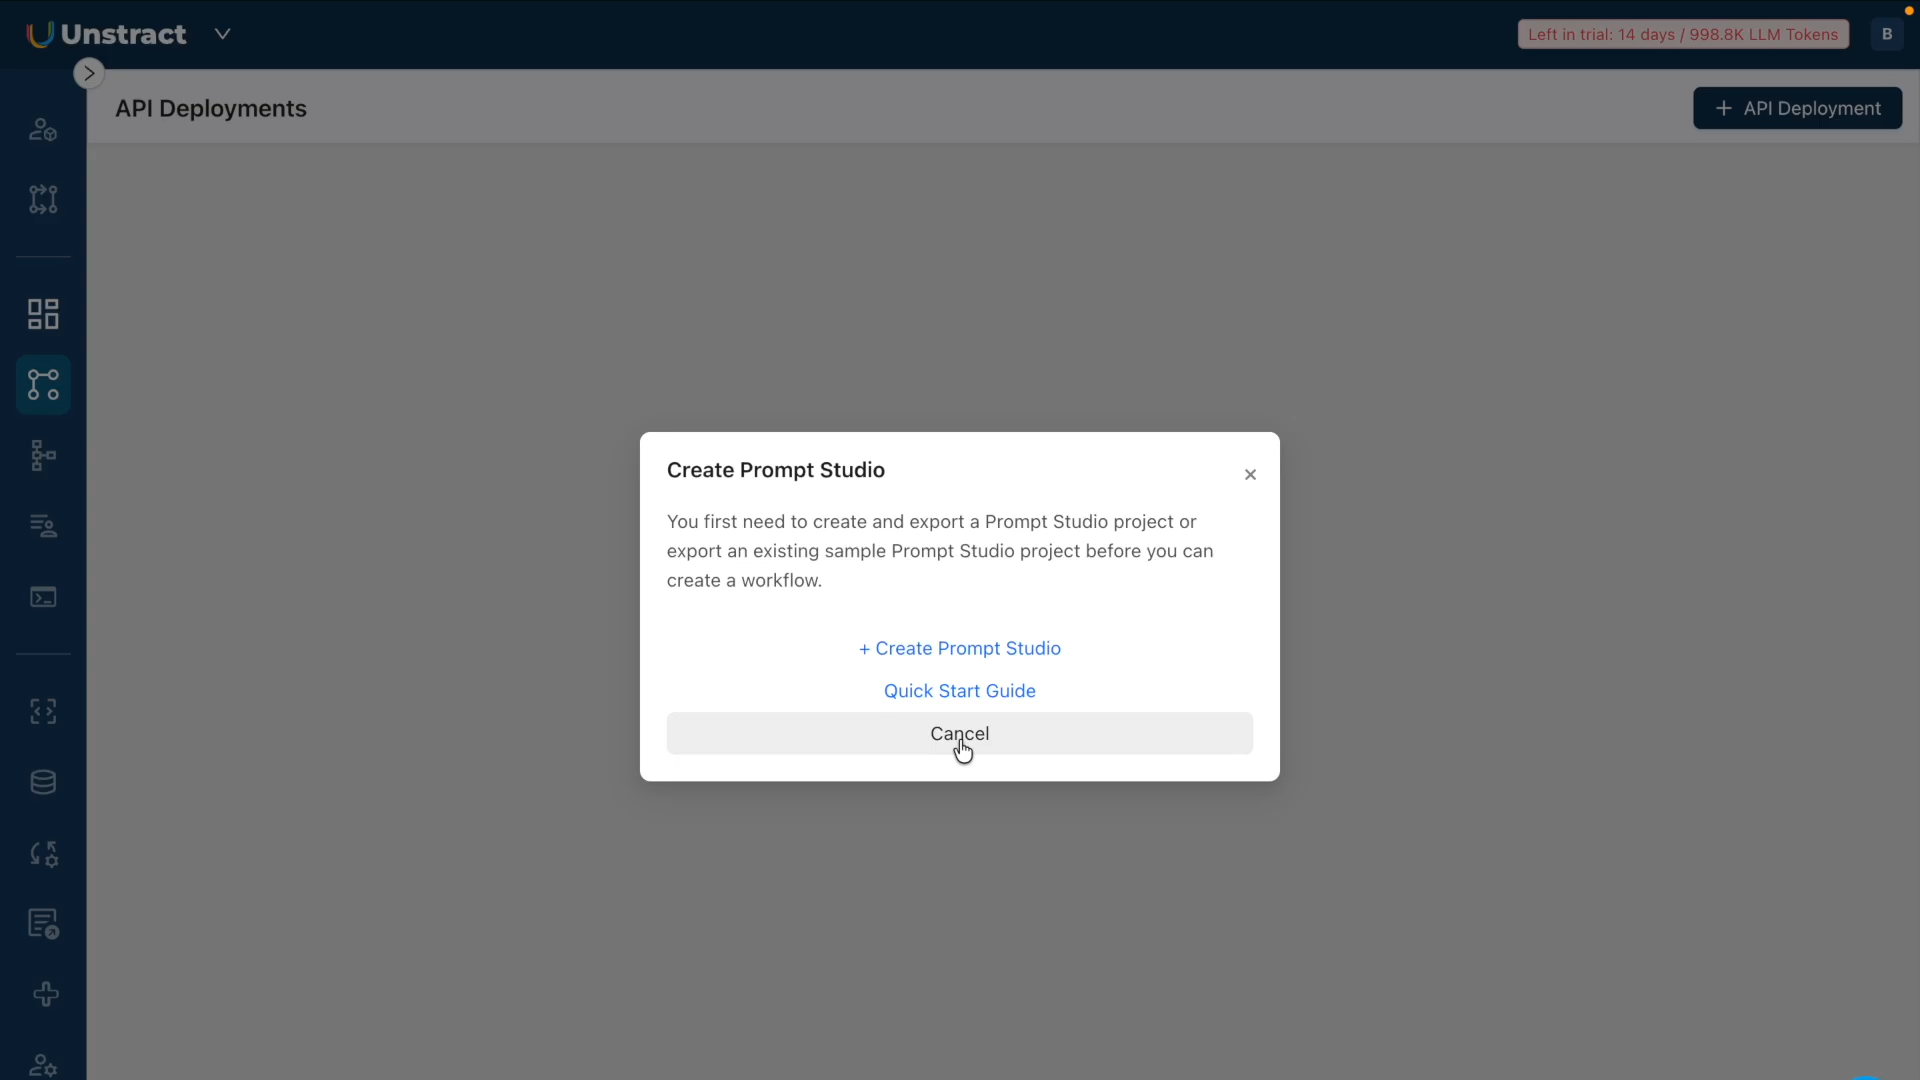 Unstract
Left in trial: 14 days / 998.8K LLM Tokens
B
API Deployments
+ API Deployment
Create Prompt Studio
You first need to create and export a Prompt Studio project or
export an existing sample Prompt Studio project before you can
create a workflow.
+ Create Prompt Studio
Quick Start Guide
Cancel